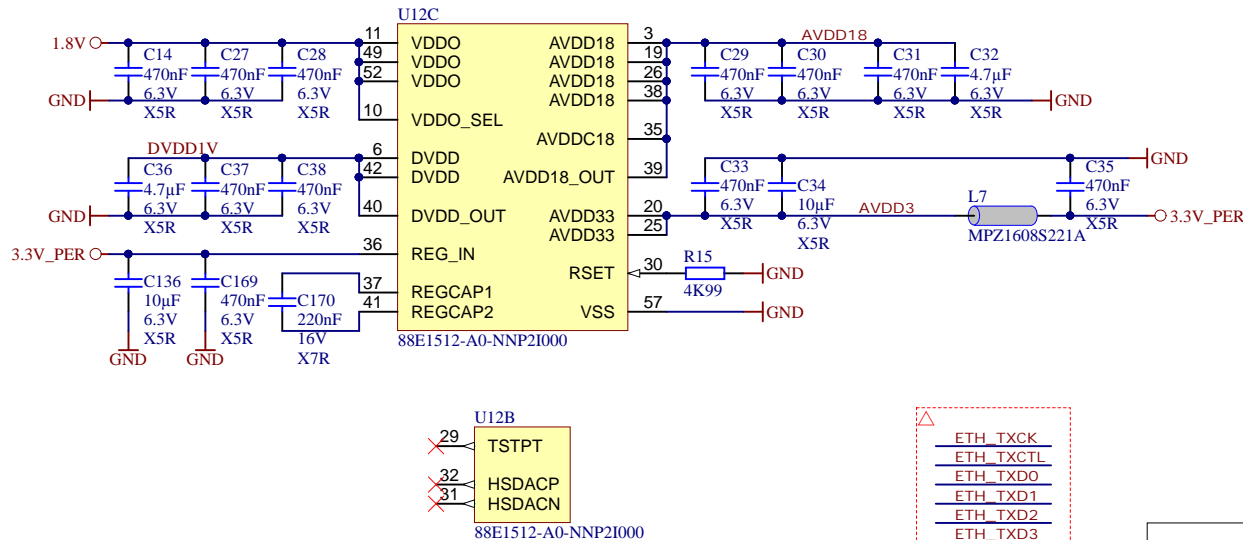 U12C
1.8V
C14
470nF
6.3V
X5R
C27
470nF
6.3V
X5R
C28
470nF
6.3V
X5R
GND
11 VDDO
49 VDDO
52 VDDO
10 VDDO_SEL
6 DVDD
42 DVDD
40 DVDD_OUT
36 REG_IN
37 REGCAP1
41 REGCAP2
AVDD18 3
AVDD18 19
AVDD18 26
AVDD18 38
AVDDC18 35
AVDD18_OUT 39
AVDD33 20
AVDD33 25
RSET 30
VSS 57
88E1512-A0-NNP2I000
AVDD18
C29
470nF
6.3V
X5R
C30
470nF
6.3V
X5R
C31
470nF
6.3V
X5R
C32
4.7µF
6.3V
X5R
GND
DVDD1V
C36
4.7µF
6.3V
X5R
C37
470nF
6.3V
X5R
C38
470nF
6.3V
X5R
GND
C33
470nF
6.3V
X5R
C34
10µF
6.3V
X5R
GND
C35
470nF
6.3V
X5R
AVDD3
L7
MPZ1608S221A
3.3V_PER
3.3V_PER
C136
10µF
6.3V
X5R
GND
C169
470nF
6.3V
X5R
GND
C170
220nF
16V
X7R
R15
4K99
GND
GND
U12B
29 TSTPT
32 HSDACP
31 HSDACN
88E1512-A0-NNP2I000
ETH_TXCK
ETH_TXCTL
ETH_TXD0
ETH_TXD1
ETH_TXD2
ETH_TXD3